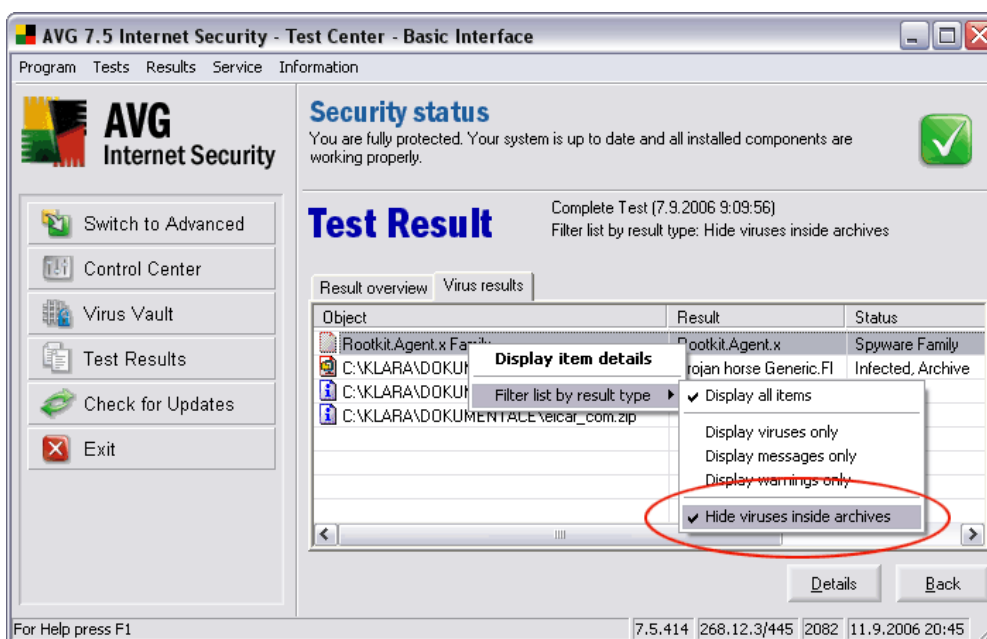 AVG 7.5 Internet Security - Test Center - Basic Interface
Program Tests Results Service Information
AVG
Internet Security
Security status
You are fully protected. Your system is up to date and all installed components are
working properly.
Switch to Advanced
Control Center
Virus Vault
Test Results
Check for Updates
Exit
Test Result
Complete Test (7.9.2006 9:09:56)
Filter list by result type: Hide viruses inside archives
Result overview Virus results
Object Result Status
Rootkit.Agent.x Family Rootkit.Agent.x Spyware Family
C:\KLARA\DOKUM rojan horse Generic.FI Infected, Archive
C:\KLARA\DOKUM
C:\KLARA\DOKUMENTACE\eicar_com.zip
Display item details
Filter list by result type
Display all items
Display viruses only
Display messages only
Display warnings only
Hide viruses inside archives
Details Back
For Help press F1 7.5.414 268.12.3/445 2082 11.9.2006 20:45